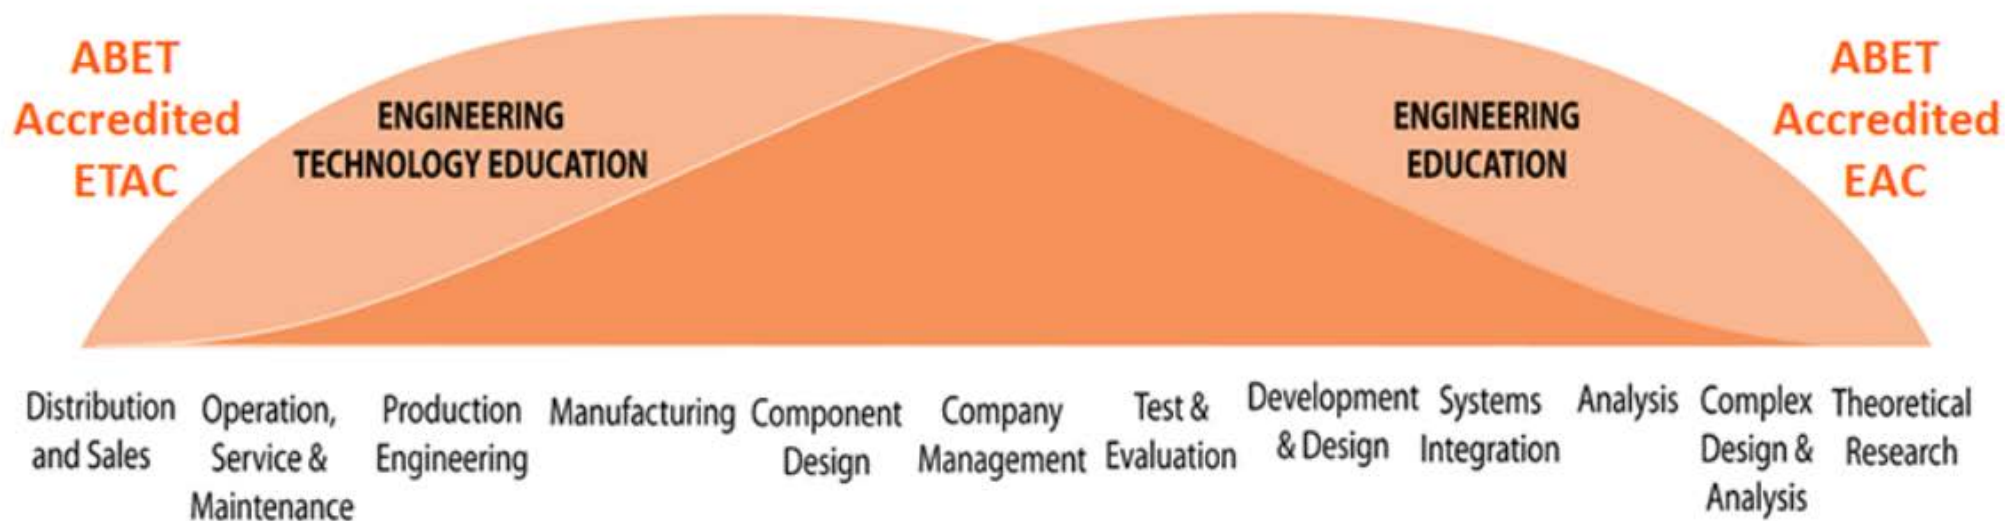 ABET
Accredited
ETAC
ENGINEERING
TECHNOLOGY EDUCATION
ENGINEERING
EDUCATION
ABET
Accredited
EAC
Distribution
and Sales
Operation,
Service &
Maintenance
Production
Engineering
Manufacturing
Component
Design
Company
Management
Test &
Evaluation
Development
& Design
Systems
Integration
Analysis
Complex
Design &
Analysis
Theoretical
Research